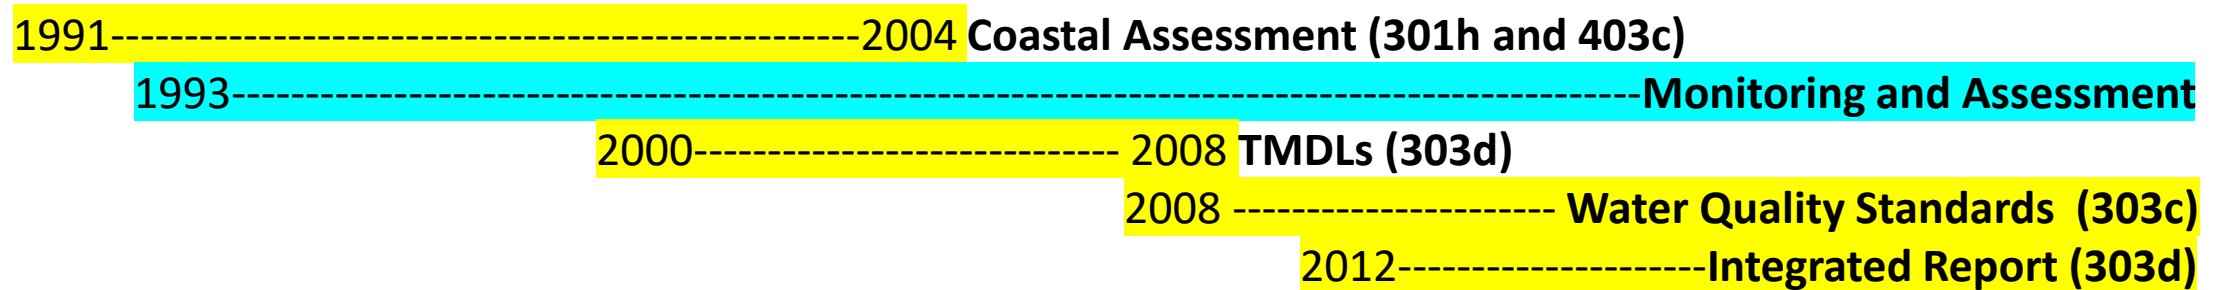 1991---------------------------------------------------2004 Coastal Assessment (301h and 403c)
1993------------------------------------------------------------------------------------------------Monitoring and Assessment
2000----------------------------- 2008 TMDLs (303d)
2008 ---------------------- Water Quality Standards  (303c)
2012---------------------Integrated Report (303d)